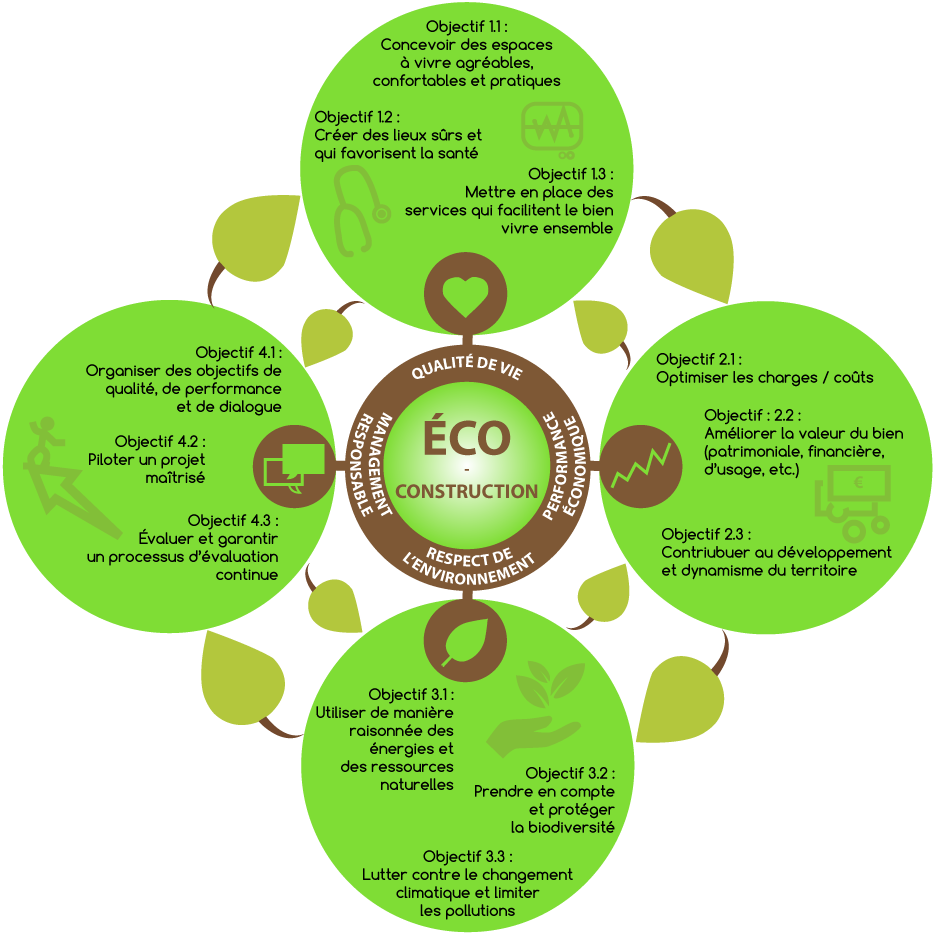 Objectif 1.1 :
Concevoir des espaces
à vivre agréables,
confortables et pratiques
Objectif 1.2 :
Créer des lieux sûrs et
qui favorisent la santé
Objectif 1.3 :
Mettre en place des
services qui facilitent le bien
vivre ensemble
Objectif 4.1 :
Organiser des objectifs de
qualité, de performance
et de dialogue
Objectif 4.2 :
Piloter un projet
maîtrisé
Objectif 4.3 :
Évaluer et garantir
un processus d'évaluation
continue
QUALITÉ DE VIE
MANAGEMENT
RESPONSABLE
ÉCO
-
CONSTRUCTION
PERFORMANCE
ÉCONOMIQUE
RESPECT DE
L'ENVIRONNEMENT
Objectif 2.1 :
Optimiser les charges / coûts
Objectif : 2.2 :
Améliorer la valeur du bien
(patrimoniale, financière,
d'usage, etc.)
€
Objectif 2.3 :
Contriubuer au développement
et dynamisme du territoire
Objectif 3.1 :
Utiliser de manière
raisonnée des
énergies et
des ressources
naturelles
Objectif 3.2 :
Prendre en compte
et protéger
la biodiversité
Objectif 3.3 :
Lutter contre le changement
climatique et limiter
les pollutions